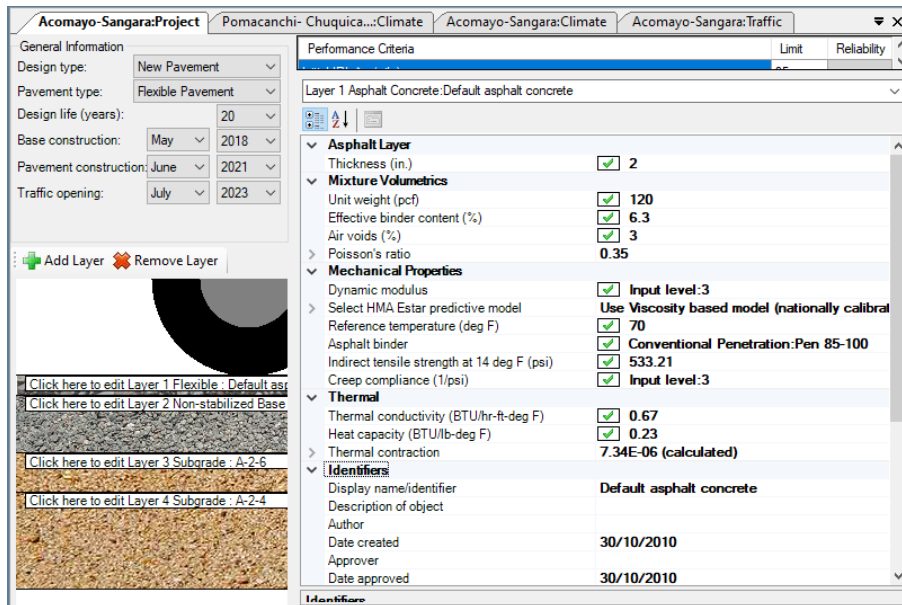 Acomayo-Sangara:Project
Pomacanchi- Chuquica...:Climate
Acomayo-Sangara:Climate
Acomayo-Sangara:Traffic
General Information
Design type: New Pavement
Pavement type: Flexible Pavement
Design life (years): 20
Base construction: May 2018
Pavement construction: June 2021
Traffic opening: July 2023
Add Layer Remove Layer
Click here to edit Layer 1 Flexible : Default asp
Click here to edit Layer 2 Non-stabilized Base
Click here to edit Layer 3 Subgrade : A-2-6
Click here to edit Layer 4 Subgrade : A-2-4
Performance Criteria Limit Reliability
Layer 1 Asphalt Concrete:Default asphalt concrete
Asphalt Layer
Thickness (in.) 2
Mixture Volumetrics
Unit weight (pcf) 120
Effective binder content (%) 6.3
Air voids (%) 3
Poisson's ratio 0.35
Mechanical Properties
Dynamic modulus Input level:3
Select HMA Estar predictive model Use Viscosity based model (nationally calibrat
Reference temperature (deg F) 70
Asphalt binder Conventional Penetration:Pen 85-100
Indirect tensile strength at 14 deg F (psi) 533.21
Creep compliance (1/psi) Input level:3
Thermal
Thermal conductivity (BTU/hr-ft-deg F) 0.67
Heat capacity (BTU/lb-deg F) 0.23
Thermal contraction 7.34E-06 (calculated)
Identifiers
Display name/identifier Default asphalt concrete
Description of object
Author
Date created 30/10/2010
Approver
Date approved 30/10/2010
Identifiers